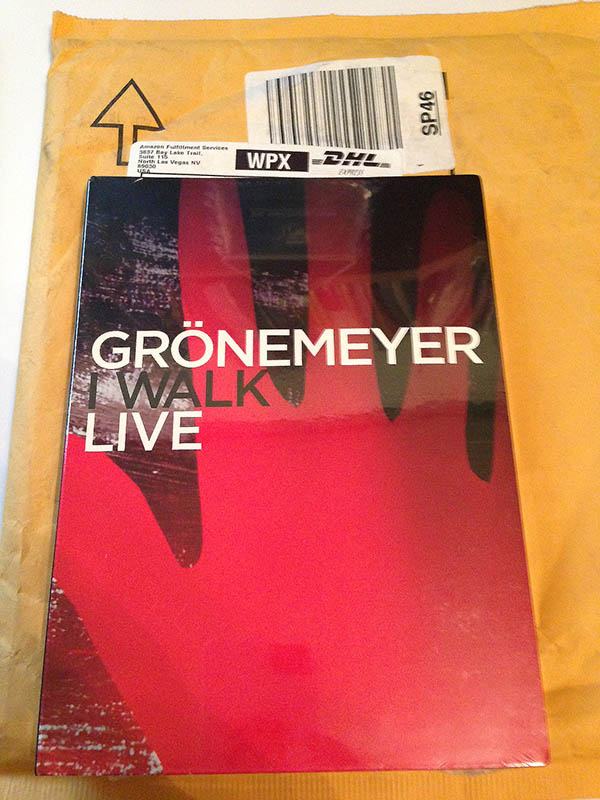 SP46
Amazon Fulfillment Services
3837 Bay Lake Trail,
Suite 115
North Las Vegas NV
89030
USA
WPX
DHL
EXPRESS
GRÖNEMEYER
I WALK
LIVE